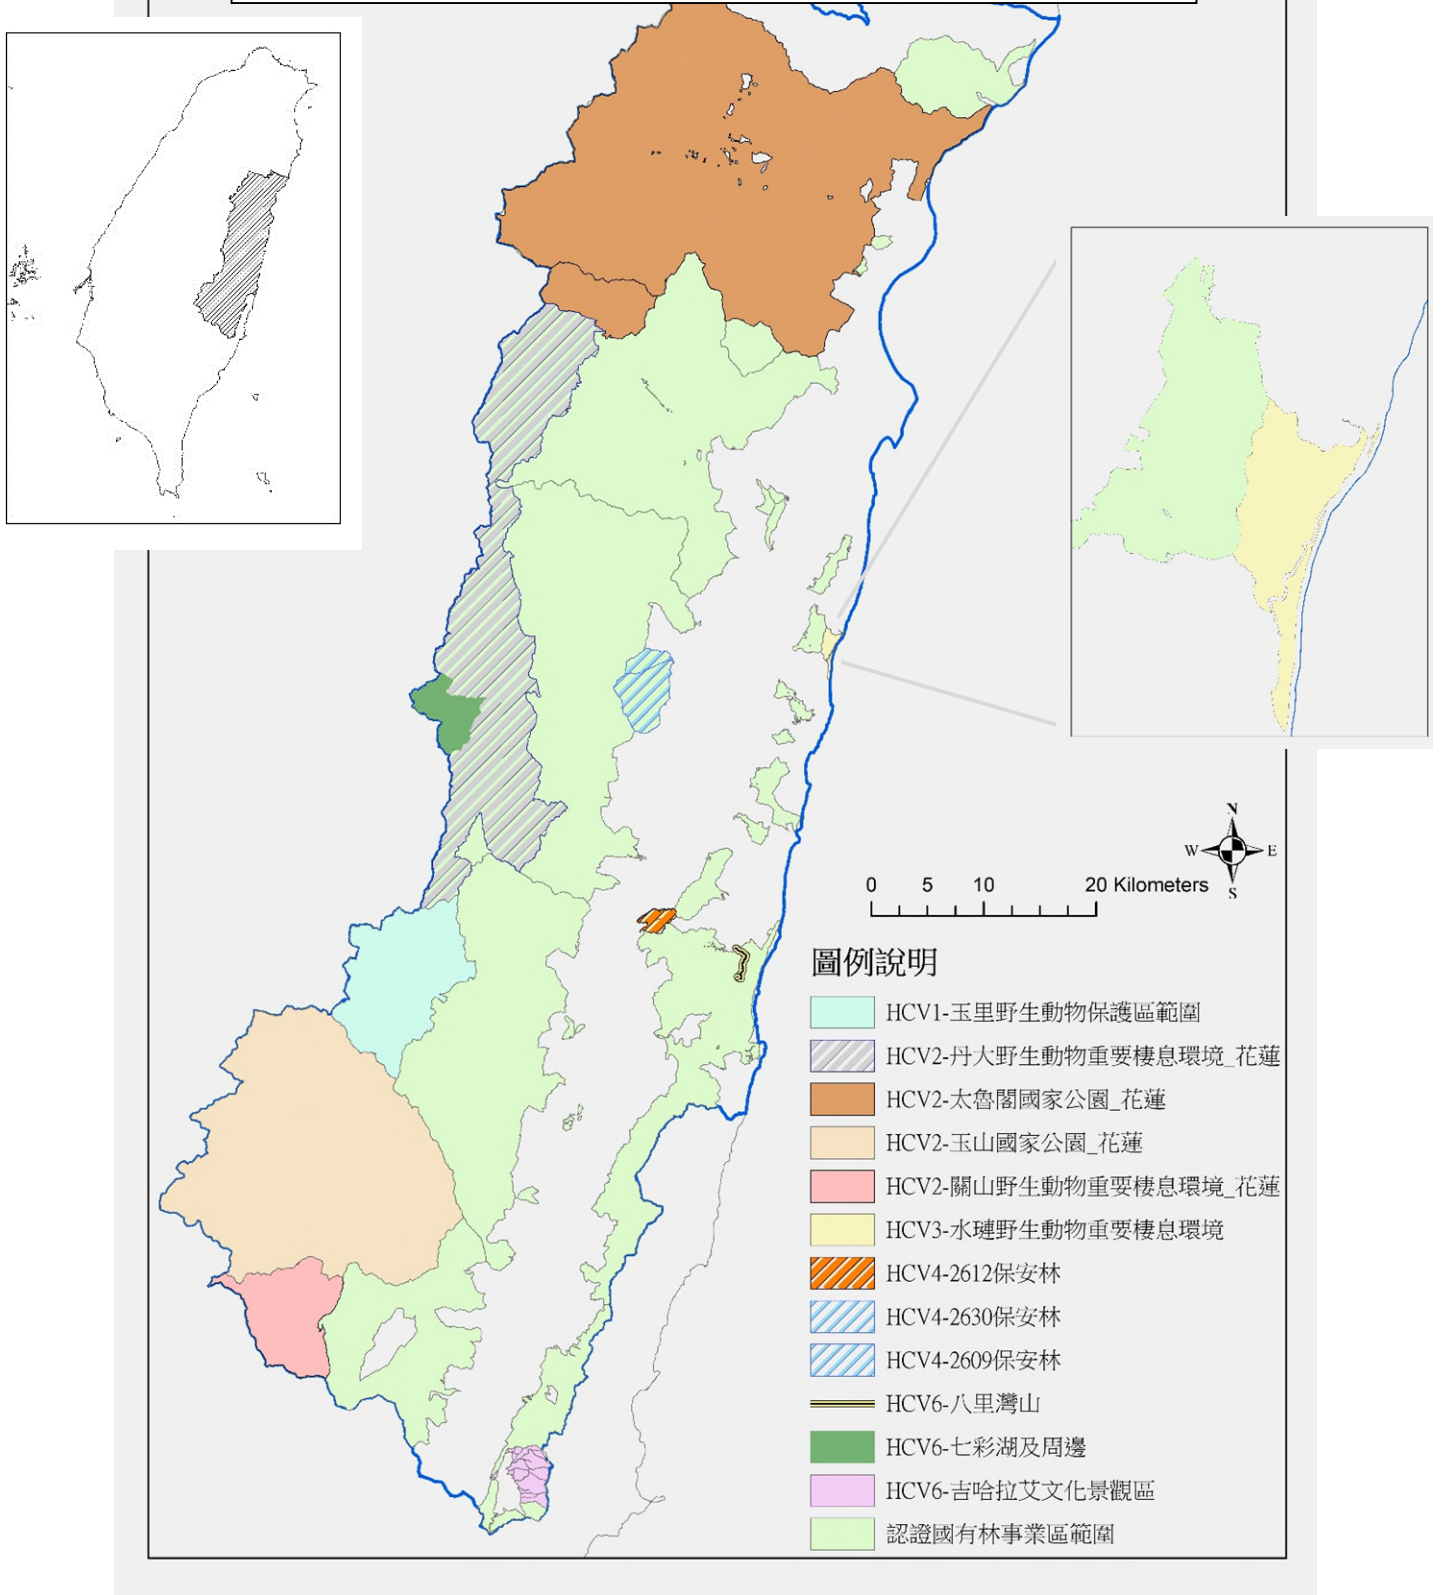 N
W E
S
0 5 10 20 Kilometers
圖例說明
HCV1-玉里野生動物保護區範圍
HCV2-丹大野生動物重要棲息環境_花蓮
HCV2-太魯閣國家公園_花蓮
HCV2-玉山國家公園_花蓮
HCV2-關山野生動物重要棲息環境_花蓮
HCV3-水璉野生動物重要棲息環境
HCV4-2612保安林
HCV4-2630保安林
HCV4-2609保安林
HCV6-八里灣山
HCV6-七彩湖及周邊
HCV6-吉哈拉艾文化景觀區
認證國有林事業區範圍